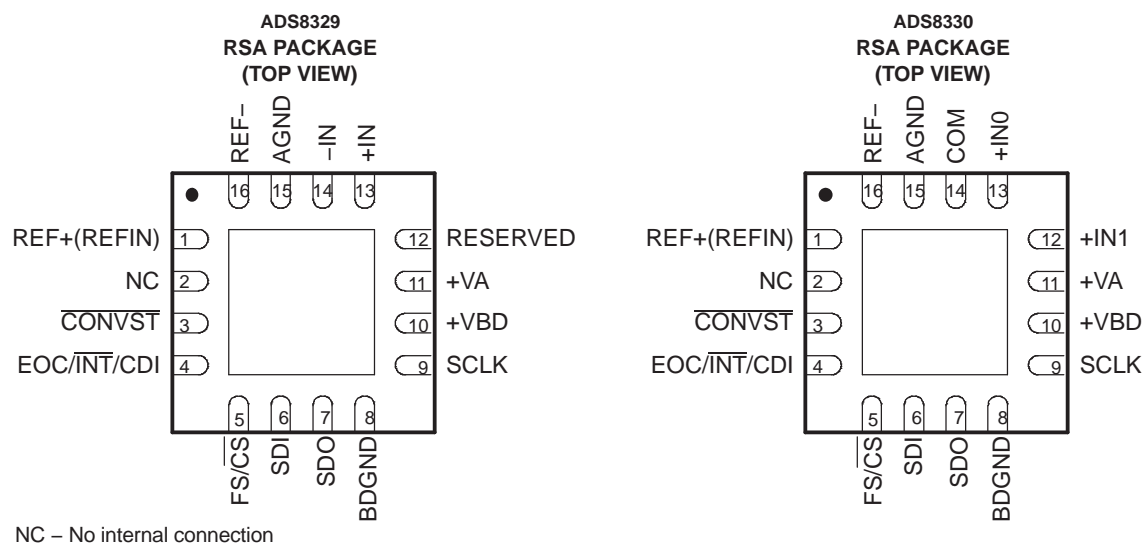 ADS8329
RSA PACKAGE
(TOP VIEW)
REF–
AGND
–IN
+IN
16
15
14
13
REF+(REFIN) 1
NC 2
CONVST 3
EOC/INT/CDI 4
12 RESERVED
11 +VA
10 +VBD
9 SCLK
5
6
7
8
FS/CS
SDI
SDO
BDGND
ADS8330
RSA PACKAGE
(TOP VIEW)
REF–
AGND
COM
+IN0
16
15
14
13
REF+(REFIN) 1
NC 2
CONVST 3
EOC/INT/CDI 4
12 +IN1
11 +VA
10 +VBD
9 SCLK
5
6
7
8
FS/CS
SDI
SDO
BDGND
NC – No internal connection